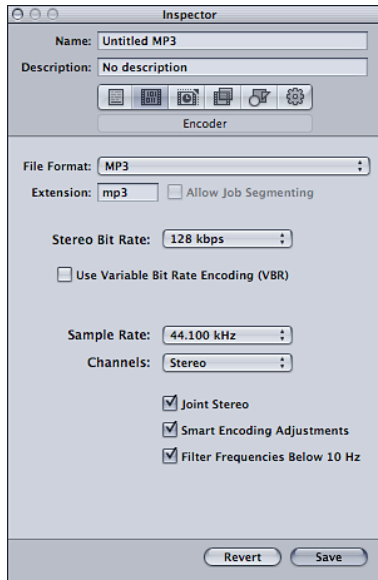 Inspector
Name: Untitled MP3
Description: No description
Encoder
File Format: MP3
Extension: mp3 Allow Job Segmenting
Stereo Bit Rate: 128 kbps
Use Variable Bit Rate Encoding (VBR)
Sample Rate: 44.100 kHz
Channels: Stereo
Joint Stereo
Smart Encoding Adjustments
Filter Frequencies Below 10 Hz
Revert Save